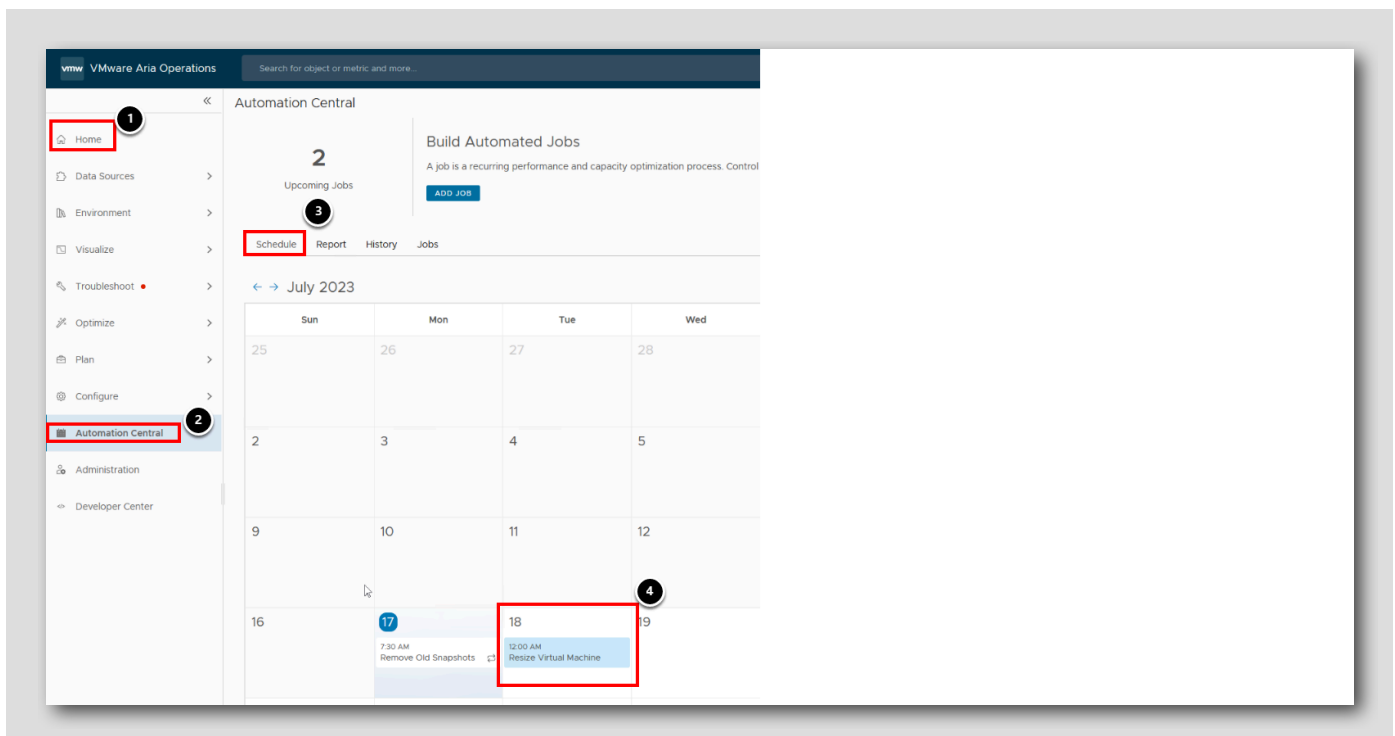 vmw VMware Aria Operations
Search for object or metric and more...
«
Automation Central
1
Home
Data Sources
Environment
Visualize
Troubleshoot
Optimize
Plan
Configure
2
Automation Central
Administration
Developer Center
2
Upcoming Jobs
Build Automated Jobs
A job is a recurring performance and capacity optimization process. Control
ADD JOB
3
Schedule Report History Jobs
← → July 2023
Sun Mon Tue Wed
25 26 27 28
2 3 4 5
9 10 11 12
4
16 17 18 19
7:30 AM 12:00 AM
Remove Old Snapshots Resize Virtual Machine